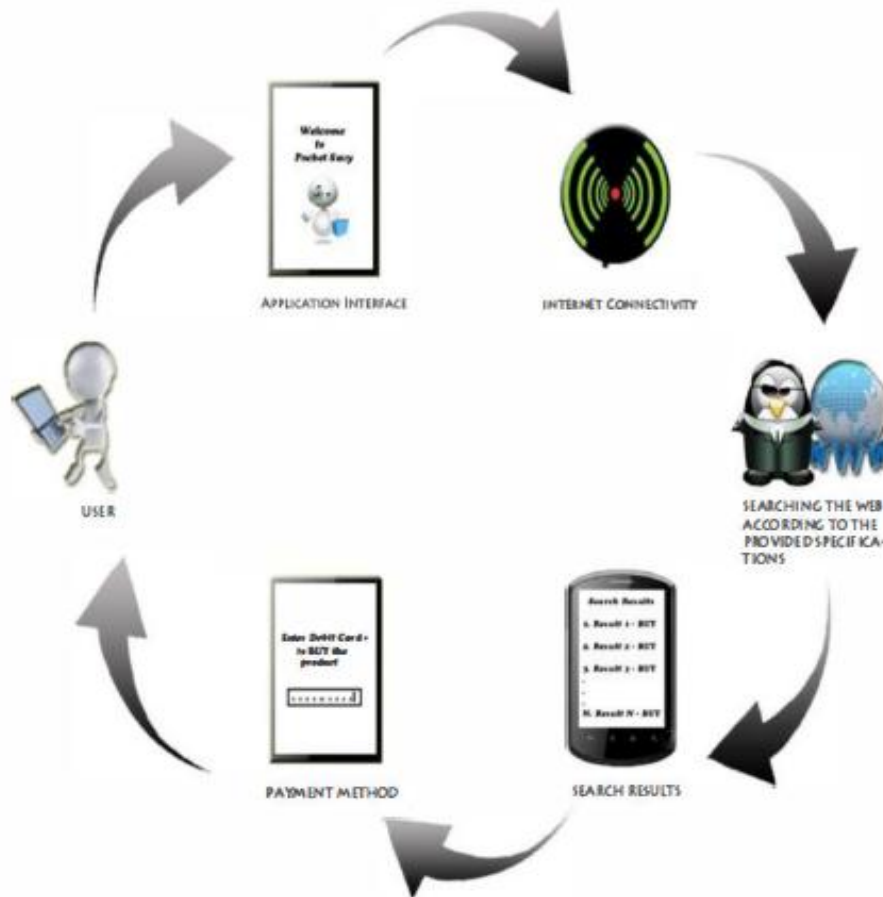 Welcome
to
Pocket Easy
APPLICATION INTERFACE
INTERNET CONNECTIVITY
USER
SEARCHING THE WEB
ACCORDING TO THE
PROVIDED SPECIFICA-
TIONS
Search Results
1. Result 1 - BUY
2. Result 2 - BUY
3. Result 3 - BUY
.
.
.
N. Result N - BUY
SEARCH RESULTS
Enter Debit Card #
to BUY the
product
PAYMENT METHOD